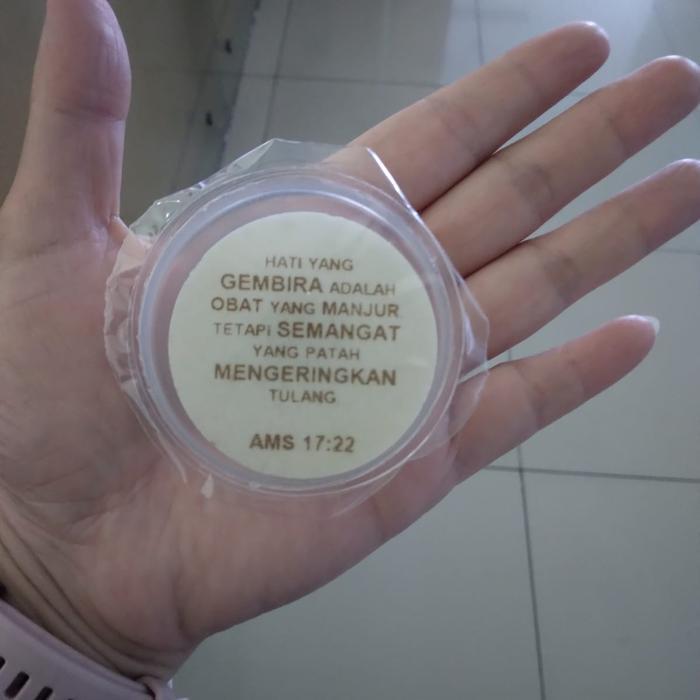 HATI YANG
GEMBIRA ADALAH
OBAT YANG MANJUR
TETAPI SEMANGAT
YANG PATAH
MENGERINGKAN
TULANG
AMS 17:22